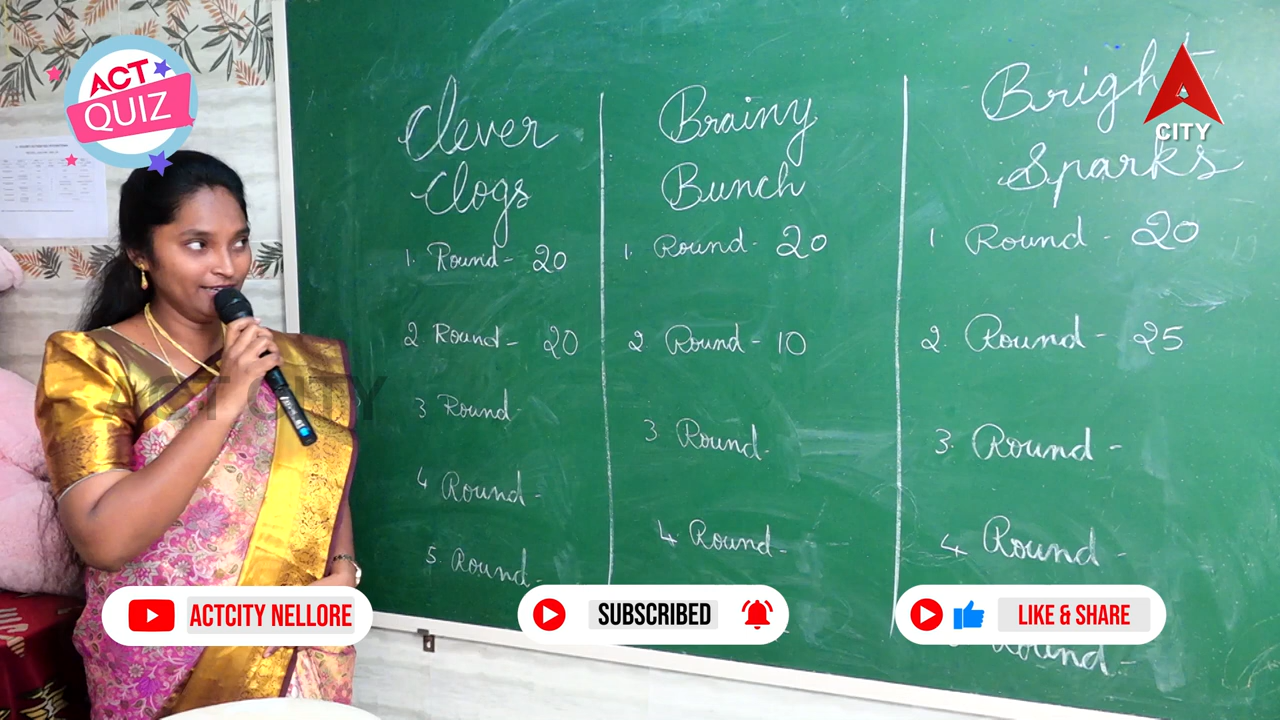 ACT
QUIZ
CITY
Clever
Clogs
1. Round - 20
2 Round - 20
3 Round -
4 Round -
5. Round -
Brainy
Bunch
1. Round - 20
2 Round - 10
3. Round -
4 Round -
Bright
Sparks
1. Round - 20
2. Round - 25
3. Round -
4 Round -
Round -
ACT CITY
ACTCITY NELLORE
SUBSCRIBED
LIKE & SHARE